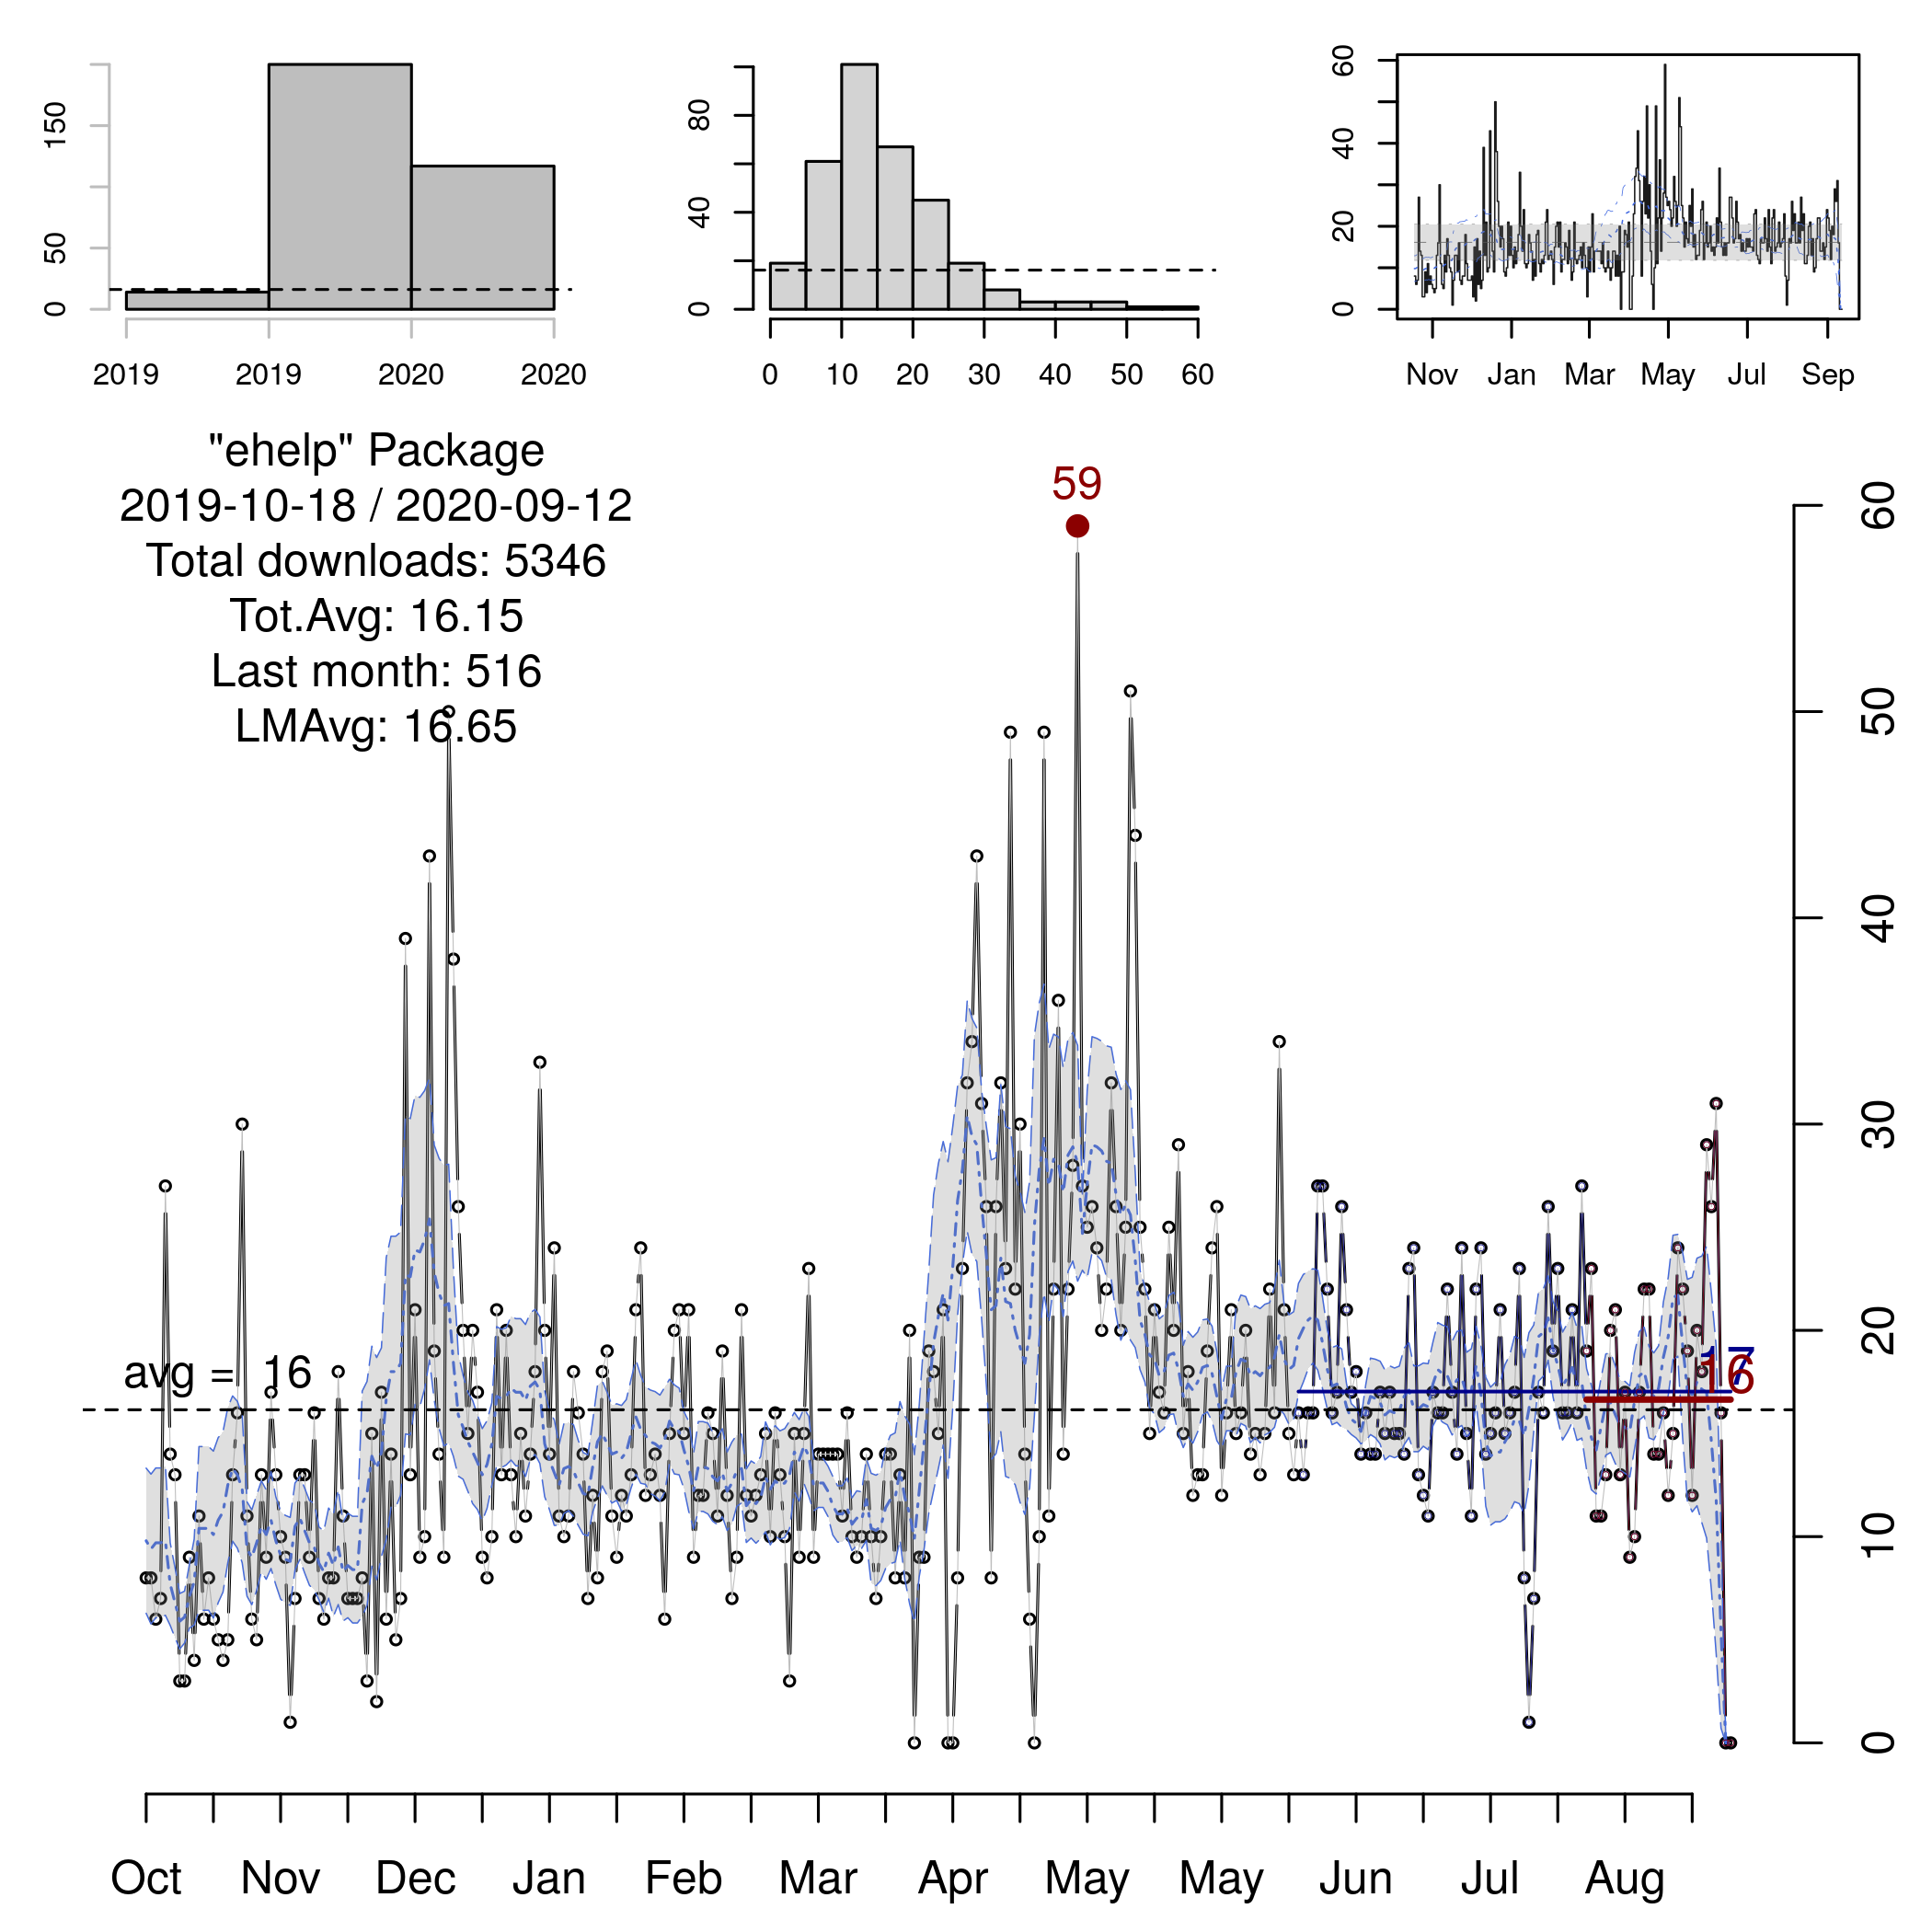 0 50 150
2019 2019 2020 2020
0 40 80
0 10 20 30 40 50 60
0 20 40 60
Nov Jan Mar May Jul Sep
"ehelp" Package
2019-10-18 / 2020-09-12
Total downloads: 5346
Tot.Avg: 16.15
Last month: 516
LMAvg: 16.65
59
avg = 16
17
16
0 10 20 30 40 50 60
Oct Nov Dec Jan Feb Mar Apr May May Jun Jul Aug